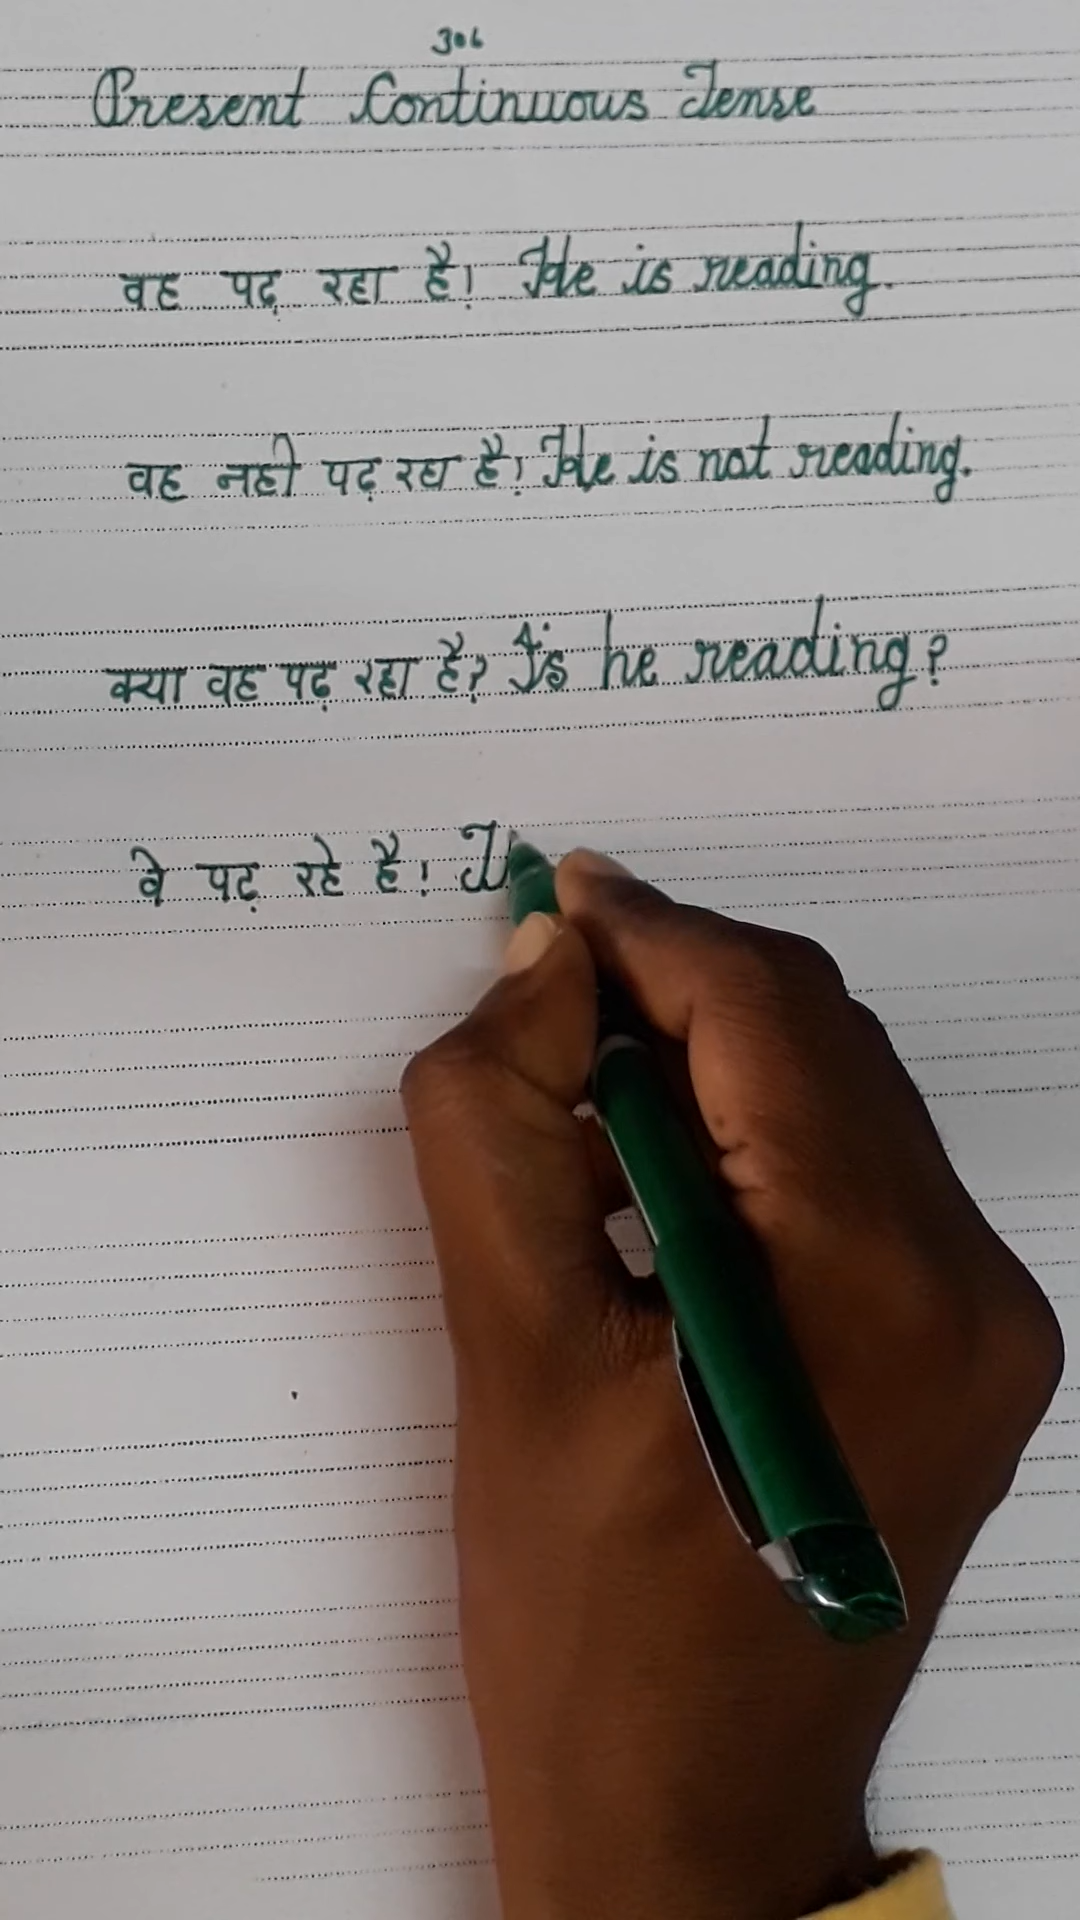 306
Present Continuous Tense
वह पढ़ रहा है। He is reading.
वह नही पढ़ रहा है। He is not reading.
क्या वह पढ़ रहा है? Is he reading?
वे पढ़ रहे है।